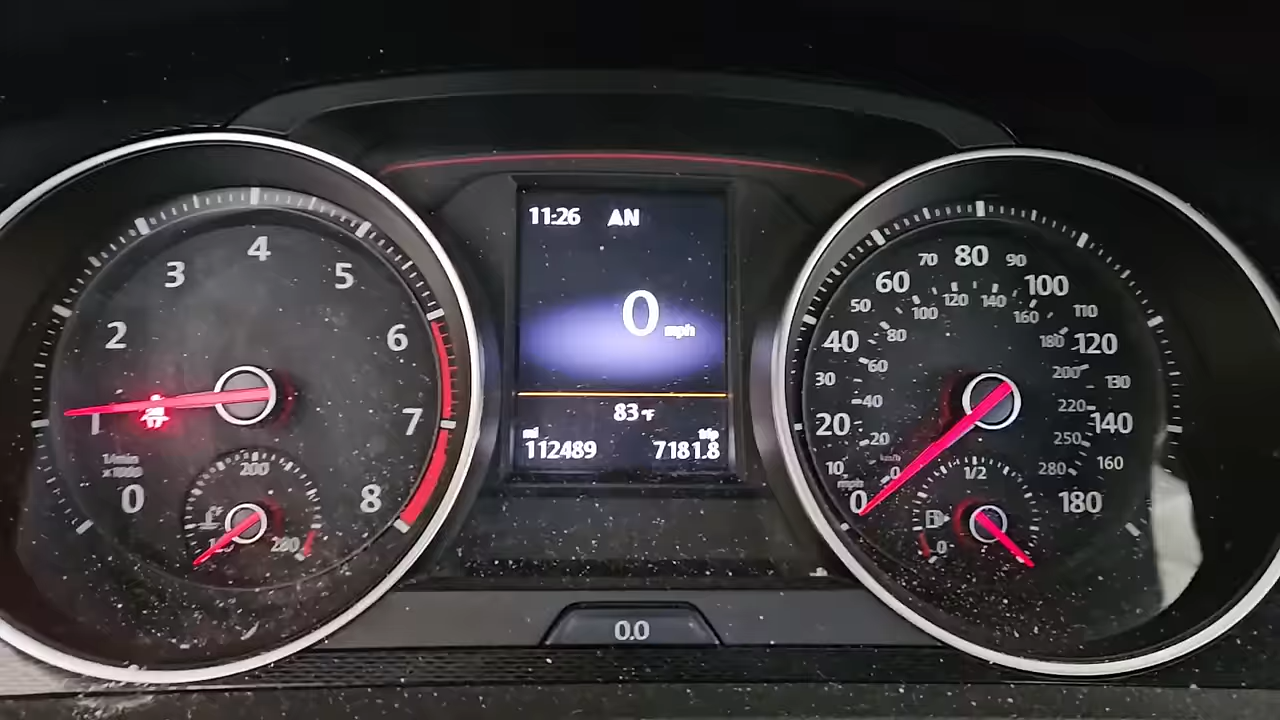 11:26 AN
0 mph
83°F
mi trip
112489 7181.8
0.0
0 1 2 3 4 5 6 7 8
1/min
x1000
200
280
0 10 20 30 40 50 60 70 80 90 100 110 120 130 140 160 180
mph
km/h
0 20 40 60 80 100 120 140 160 180 200 220 250 280
1/2
0